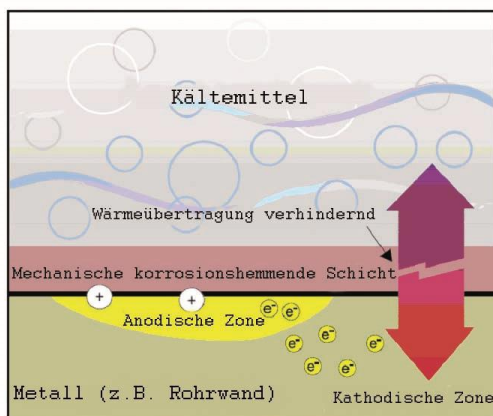 Kältemittel
Wärmeübertragung verhindernd
Mechanische korrosionshemmende Schicht
+ +
Anodische Zone
e- e-
e- e-
e- e- e-
Metall (z.B. Rohrwand)
Kathodische Zone